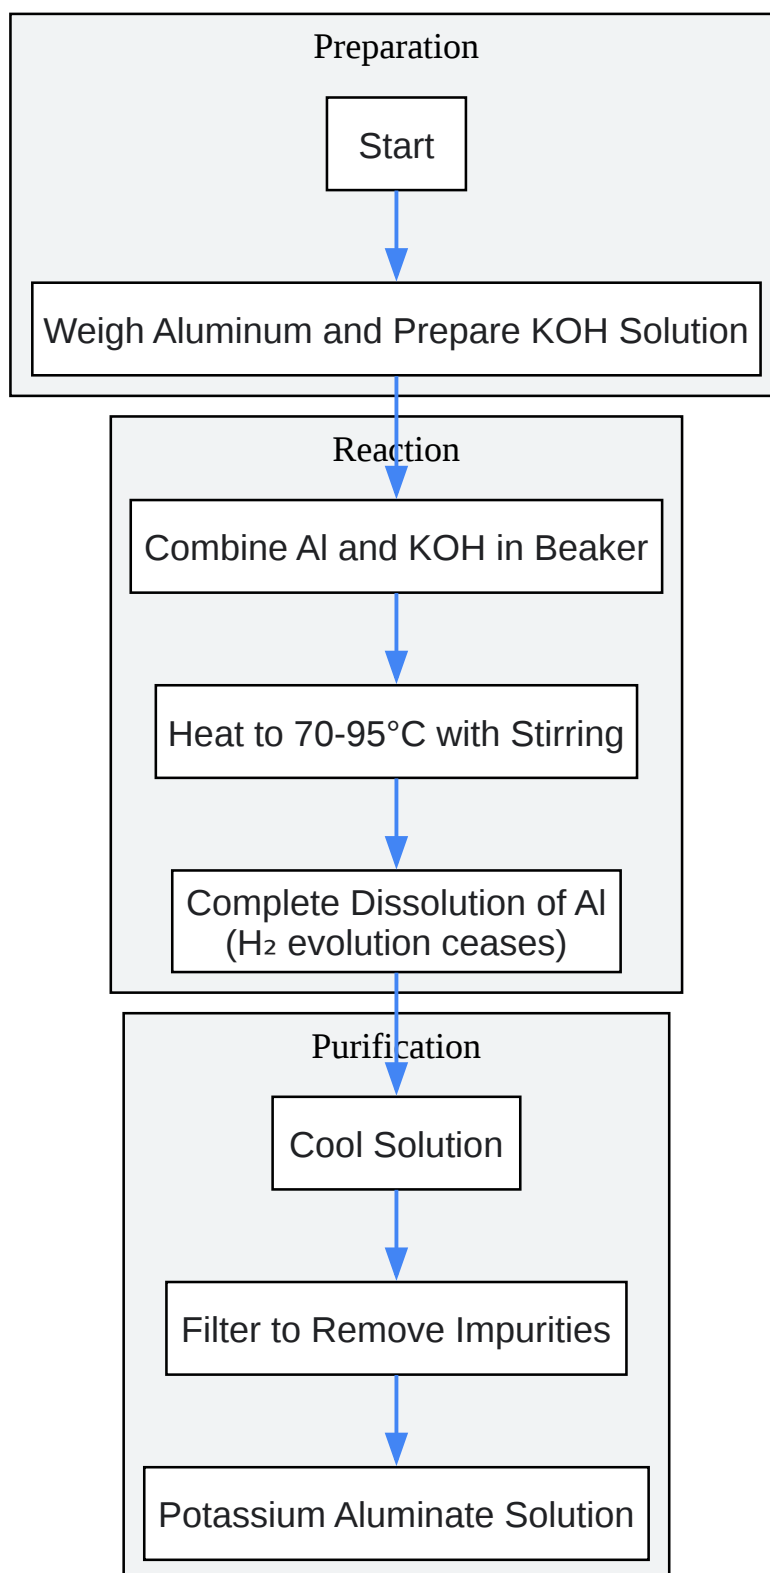 Preparation
Start
Weigh Aluminum and Prepare KOH Solution
Reaction
Combine Al and KOH in Beaker
Heat to 70-95°C with Stirring
Complete Dissolution of Al
(H₂ evolution ceases)
Purification
Cool Solution
Filter to Remove Impurities
Potassium Aluminate Solution